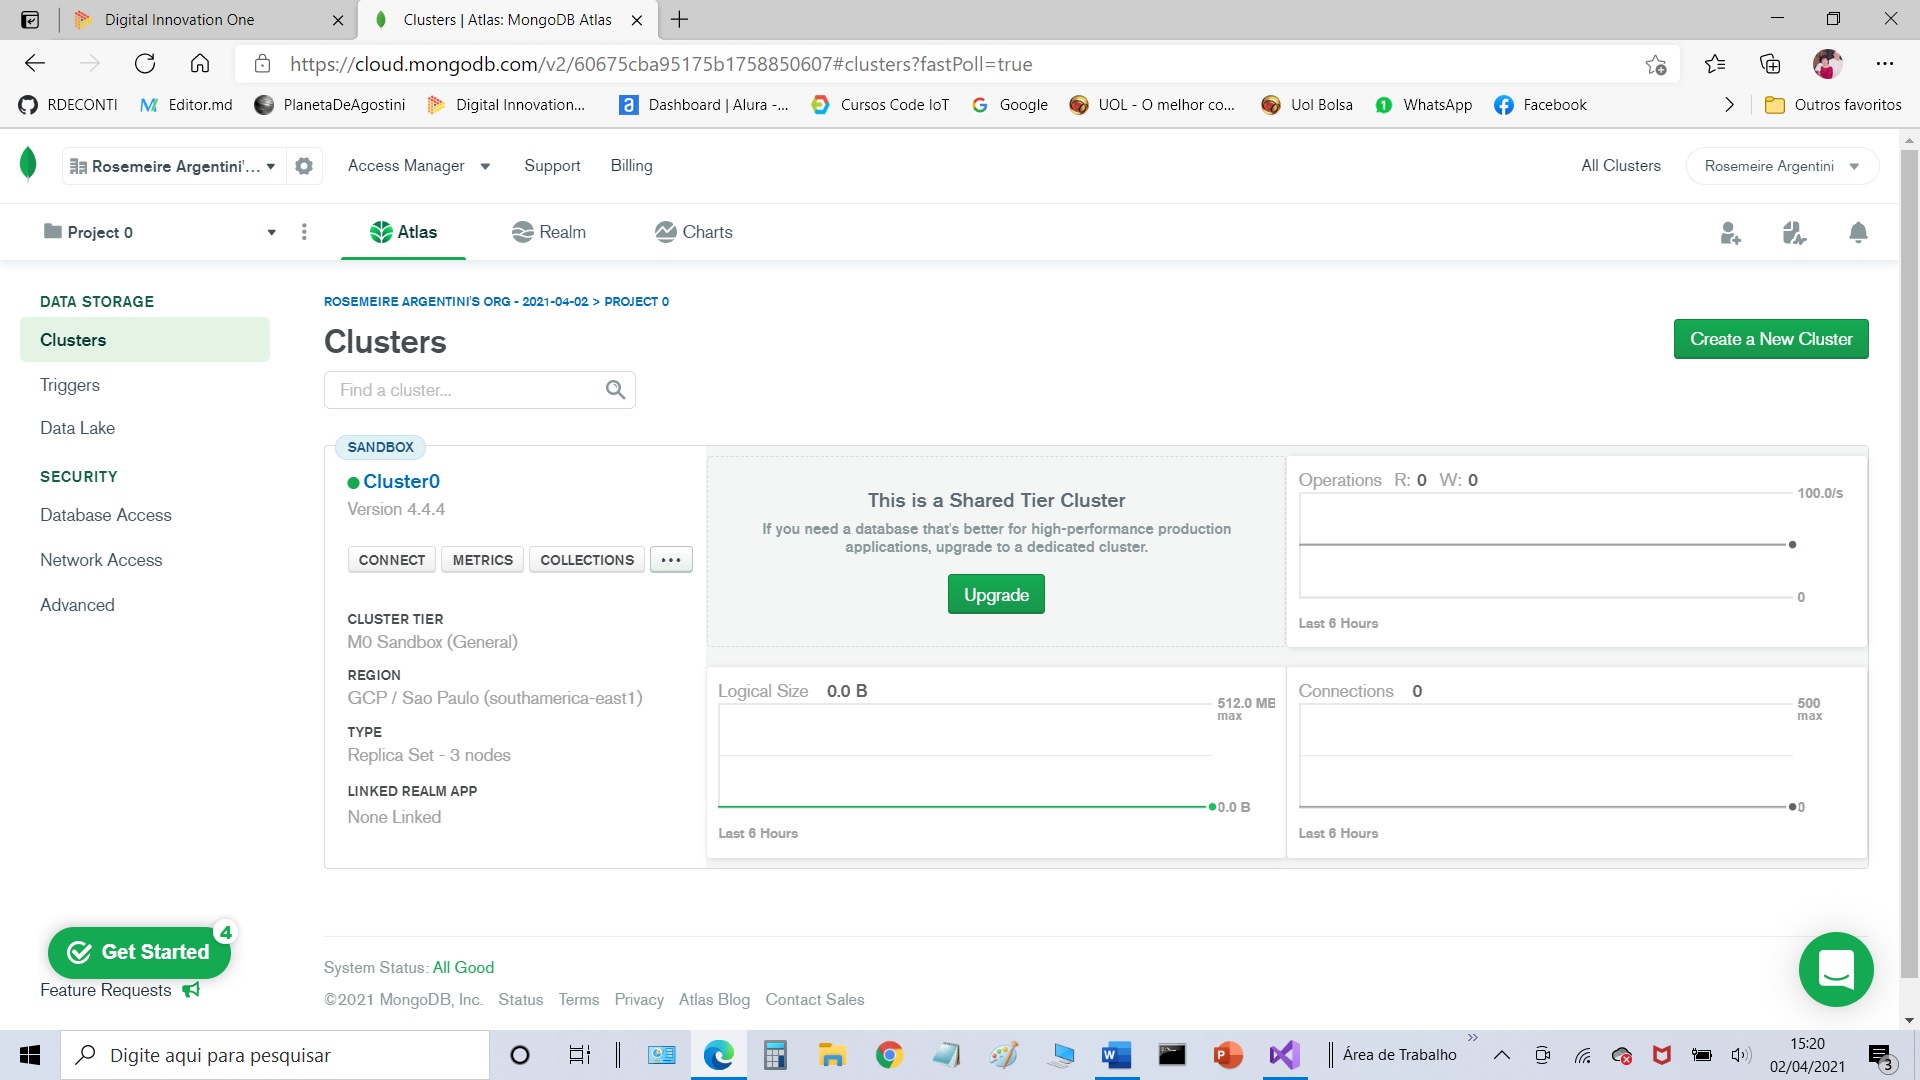 Digital Innovation One
Clusters | Atlas: MongoDB Atlas
https://cloud.mongodb.com/v2/60675cba95175b1758850607#clusters?fastPoll=true
RDECONTI
Editor.md
PlanetaDeAgostini
Digital Innovation...
Dashboard | Alura -...
Cursos Code IoT
Google
UOL - O melhor co...
Uol Bolsa
WhatsApp
Facebook
Outros favoritos
Rosemeire Argentini'...
Access Manager
Support
Billing
All Clusters
Rosemeire Argentini
Project 0
Atlas
Realm
Charts
DATA STORAGE
Clusters
Triggers
Data Lake
SECURITY
Database Access
Network Access
Advanced
Get Started
4
Feature Requests
ROSEMEIRE ARGENTINI'S ORG - 2021-04-02 > PROJECT 0
Clusters
Create a New Cluster
Find a cluster...
SANDBOX
Cluster0
Version 4.4.4
CONNECT
METRICS
COLLECTIONS
...
CLUSTER TIER
M0 Sandbox (General)
REGION
GCP / Sao Paulo (southamerica-east1)
TYPE
Replica Set - 3 nodes
LINKED REALM APP
None Linked
This is a Shared Tier Cluster
If you need a database that's better for high-performance production
applications, upgrade to a dedicated cluster.
Upgrade
Operations R: 0 W: 0
100.0/s
0
Last 6 Hours
Logical Size 0.0 B
512.0 MB
max
0.0 B
Last 6 Hours
Connections 0
500
max
0
Last 6 Hours
System Status: All Good
©2021 MongoDB, Inc. Status Terms Privacy Atlas Blog Contact Sales
Digite aqui para pesquisar
Área de Trabalho
15:20
02/04/2021
3